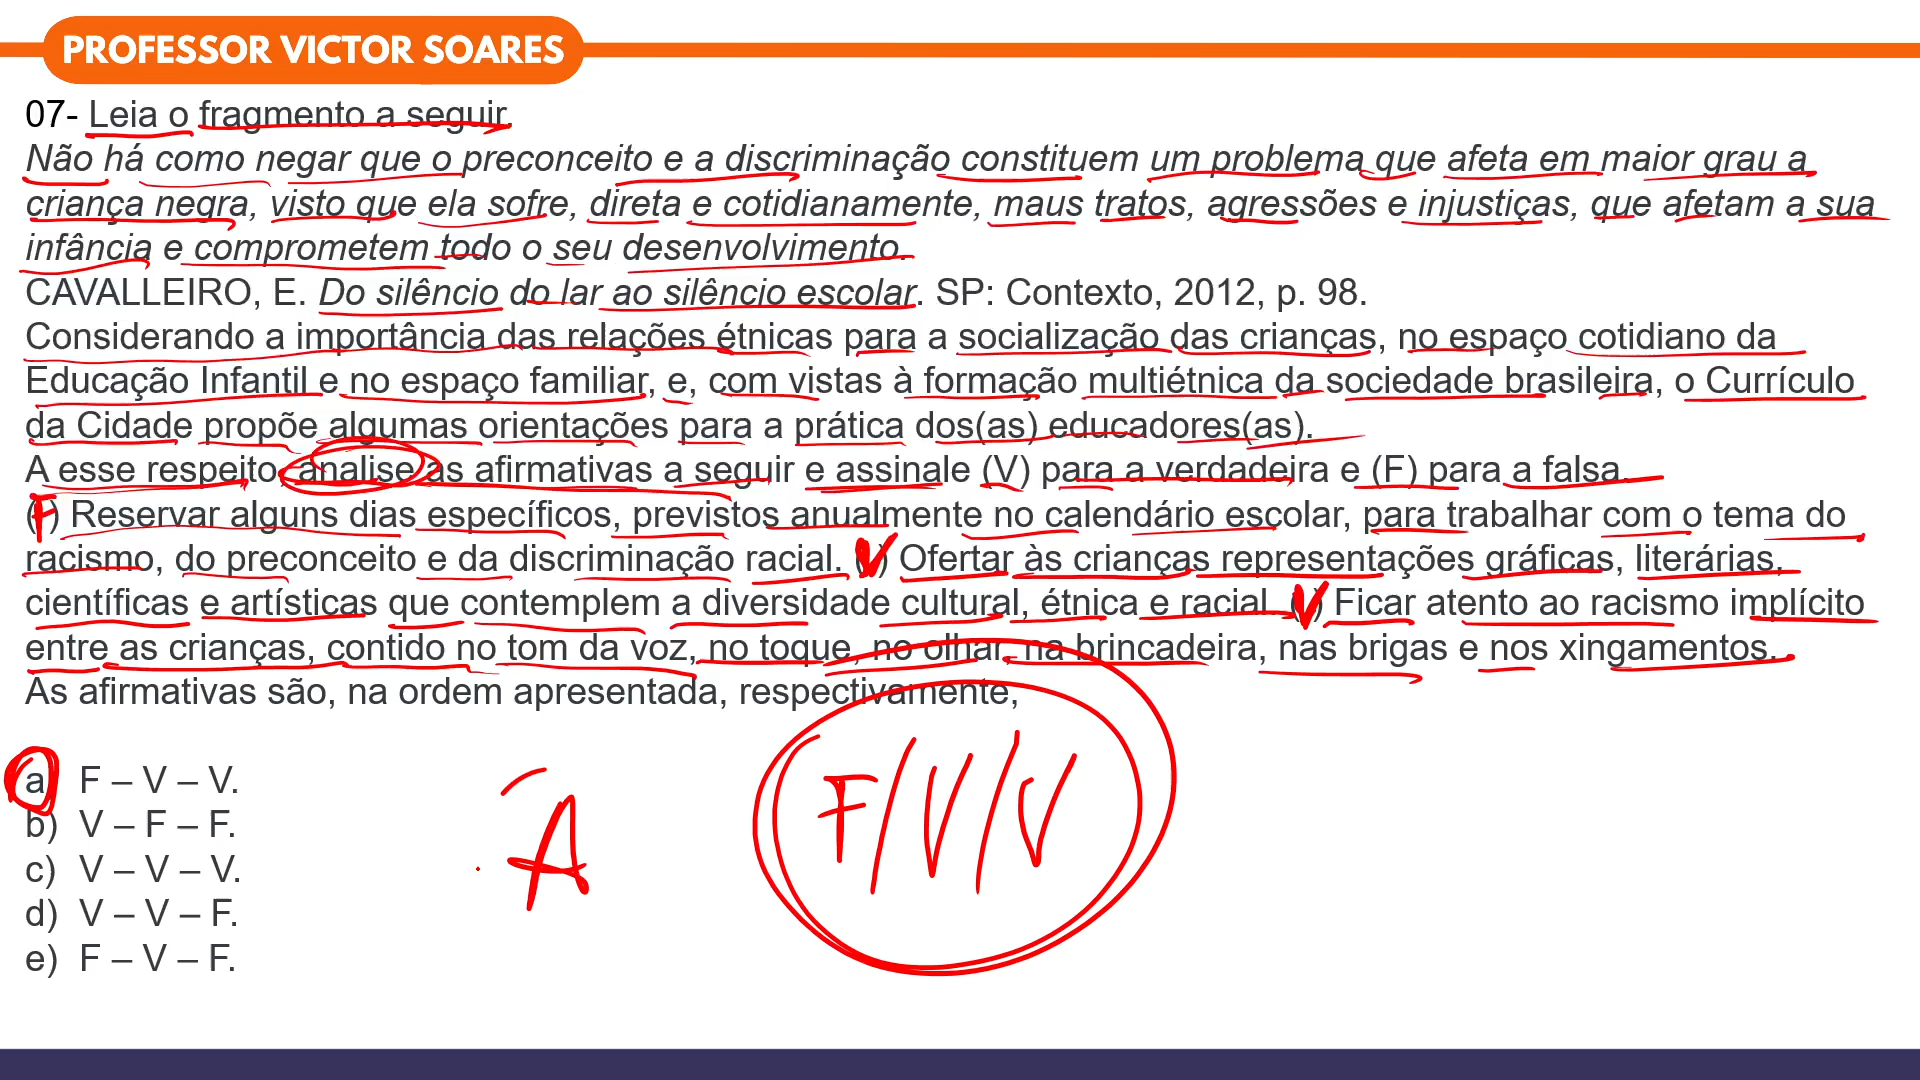 PROFESSOR VICTOR SOARES
07- Leia o fragmento a seguir.
Não há como negar que o preconceito e a discriminação constituem um problema que afeta em maior grau a
criança negra, visto que ela sofre, direta e cotidianamente, maus tratos, agressões e injustiças, que afetam a sua
infância e comprometem todo o seu desenvolvimento.
CAVALLEIRO, E. Do silêncio do lar ao silêncio escolar. SP: Contexto, 2012, p. 98.
Considerando a importância das relações étnicas para a socialização das crianças, no espaço cotidiano da
Educação Infantil e no espaço familiar, e, com vistas à formação multiétnica da sociedade brasileira, o Currículo
da Cidade propõe algumas orientações para a prática dos(as) educadores(as).
A esse respeito, analise as afirmativas a seguir e assinale (V) para a verdadeira e (F) para a falsa.
(F) Reservar alguns dias específicos, previstos anualmente no calendário escolar, para trabalhar com o tema do
racismo, do preconceito e da discriminação racial. (V) Ofertar às crianças representações gráficas, literárias,
científicas e artísticas que contemplem a diversidade cultural, étnica e racial. (V) Ficar atento ao racismo implícito
entre as crianças, contido no tom da voz, no toque, no olhar, na brincadeira, nas brigas e nos xingamentos.
As afirmativas são, na ordem apresentada, respectivamente,
a) F – V – V.
b) V – F – F.
c) V – V – V.
d) V – V – F.
e) F – V – F.
A
F/V/V